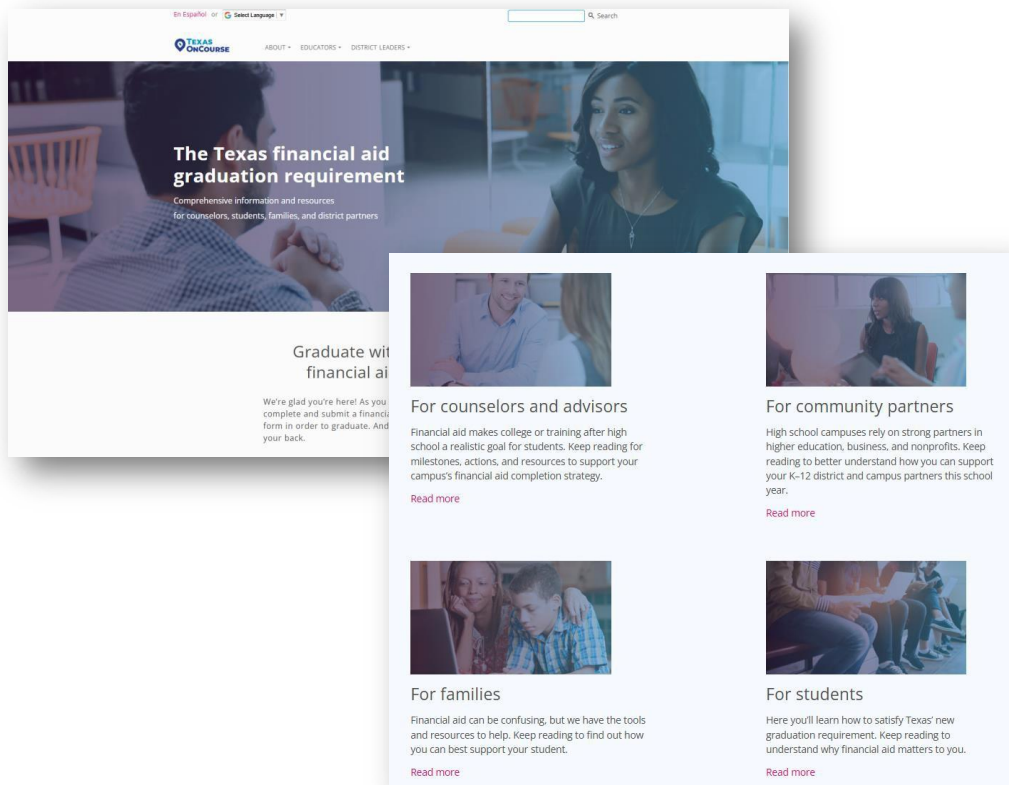 En Español or Select Language ▼
Search
TEXAS
ONCOURSE
ABOUT EDUCATORS DISTRICT LEADERS
The Texas financial aid
graduation requirement
Comprehensive information and resources
for counselors, students, families, and district partners
Graduate wit
financial ai
We're glad you're here! As you
complete and submit a financia
form in order to graduate. And
your back.
For counselors and advisors
Financial aid makes college or training after high
school a realistic goal for students. Keep reading for
milestones, actions, and resources to support your
campus's financial aid completion strategy.
Read more
For community partners
High school campuses rely on strong partners in
higher education, business, and nonprofits. Keep
reading to better understand how you can support
your K–12 district and campus partners this school
year.
Read more
For families
Financial aid can be confusing, but we have the tools
and resources to help. Keep reading to find out how
you can best support your student.
Read more
For students
Here you'll learn how to satisfy Texas' new
graduation requirement. Keep reading to
understand why financial aid matters to you.
Read more